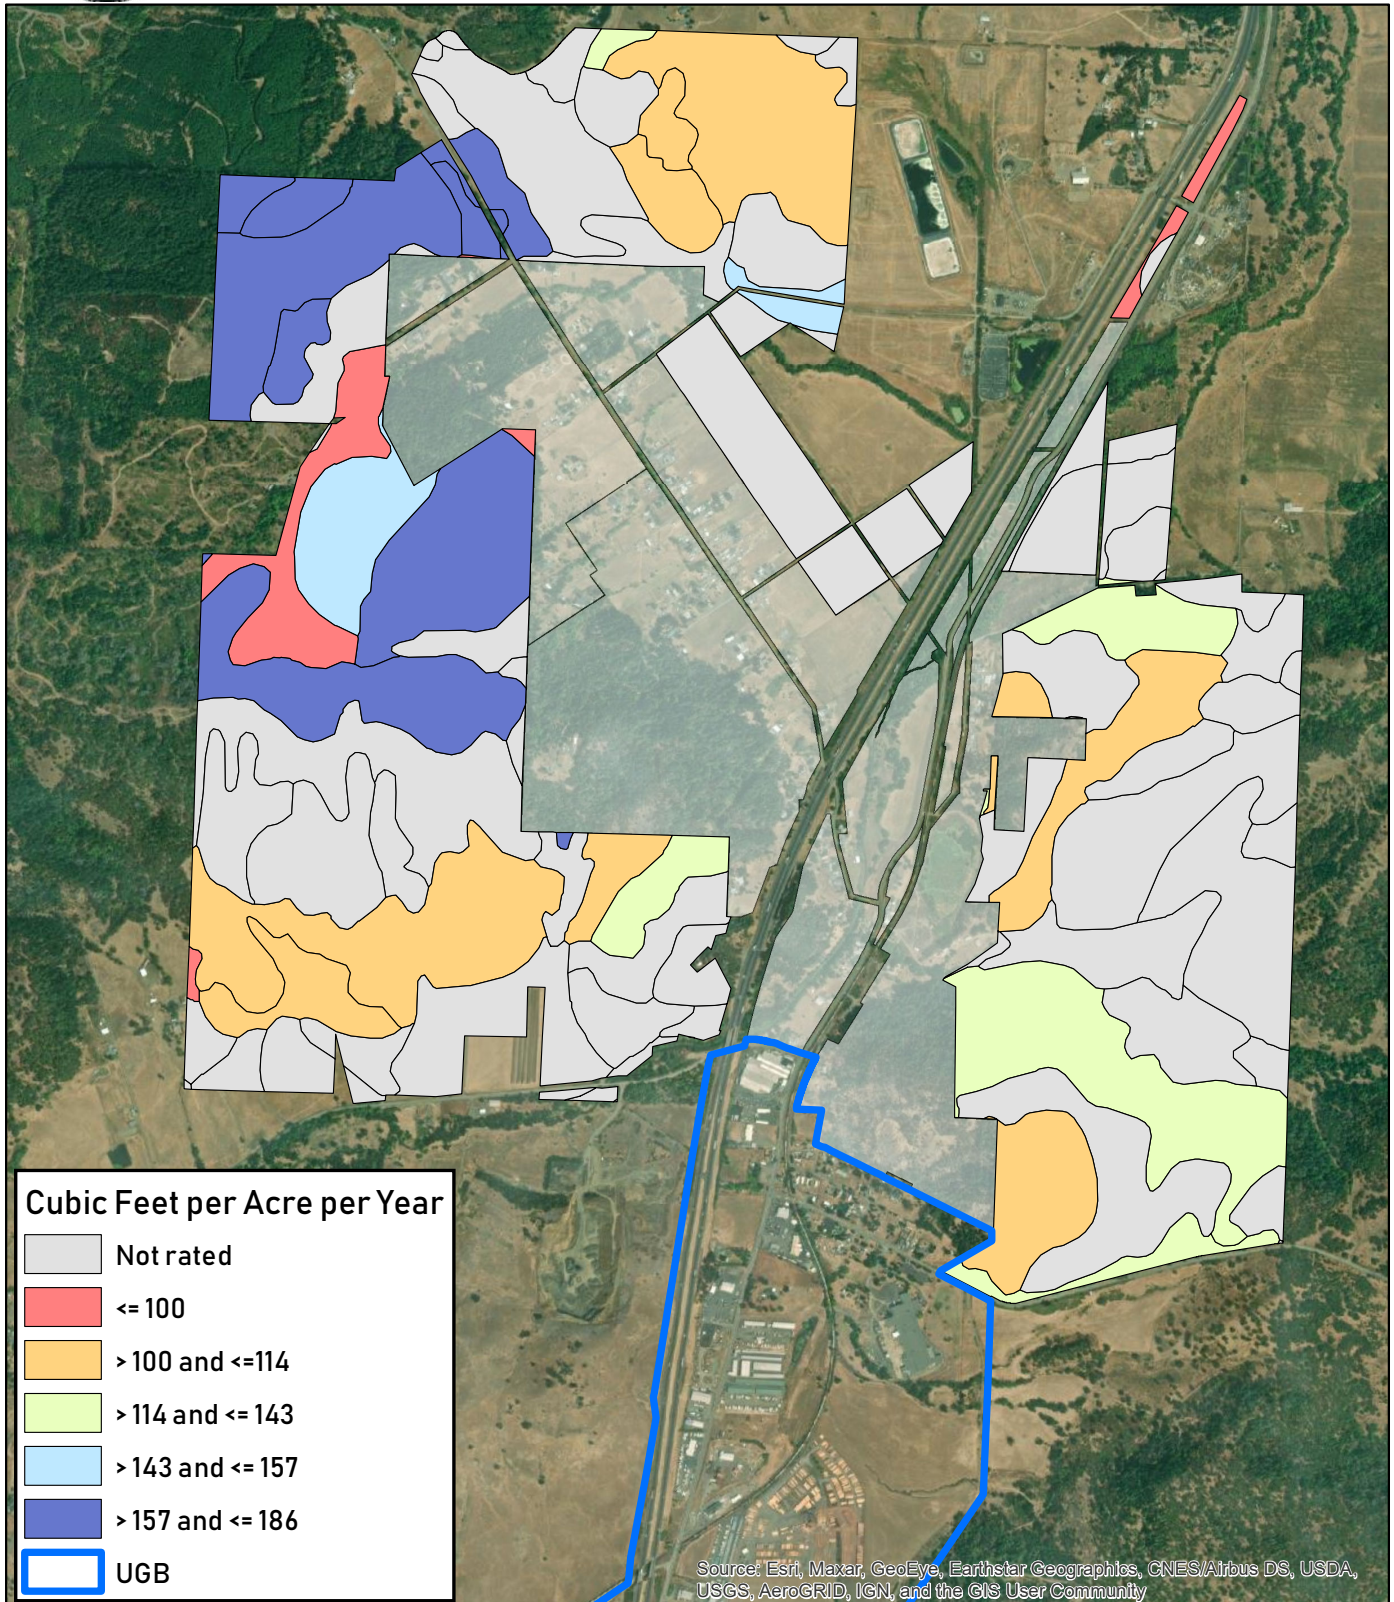 Cubic Feet per Acre per Year
Not rated
<= 100
> 100 and <=114
> 114 and <= 143
> 143 and <= 157
> 157 and <= 186
UGB
Source: Esri, Maxar, GeoEye, Earthstar Geographics, CNES/Airbus DS, USDA,
USGS, AeroGRID, IGN, and the GIS User Community